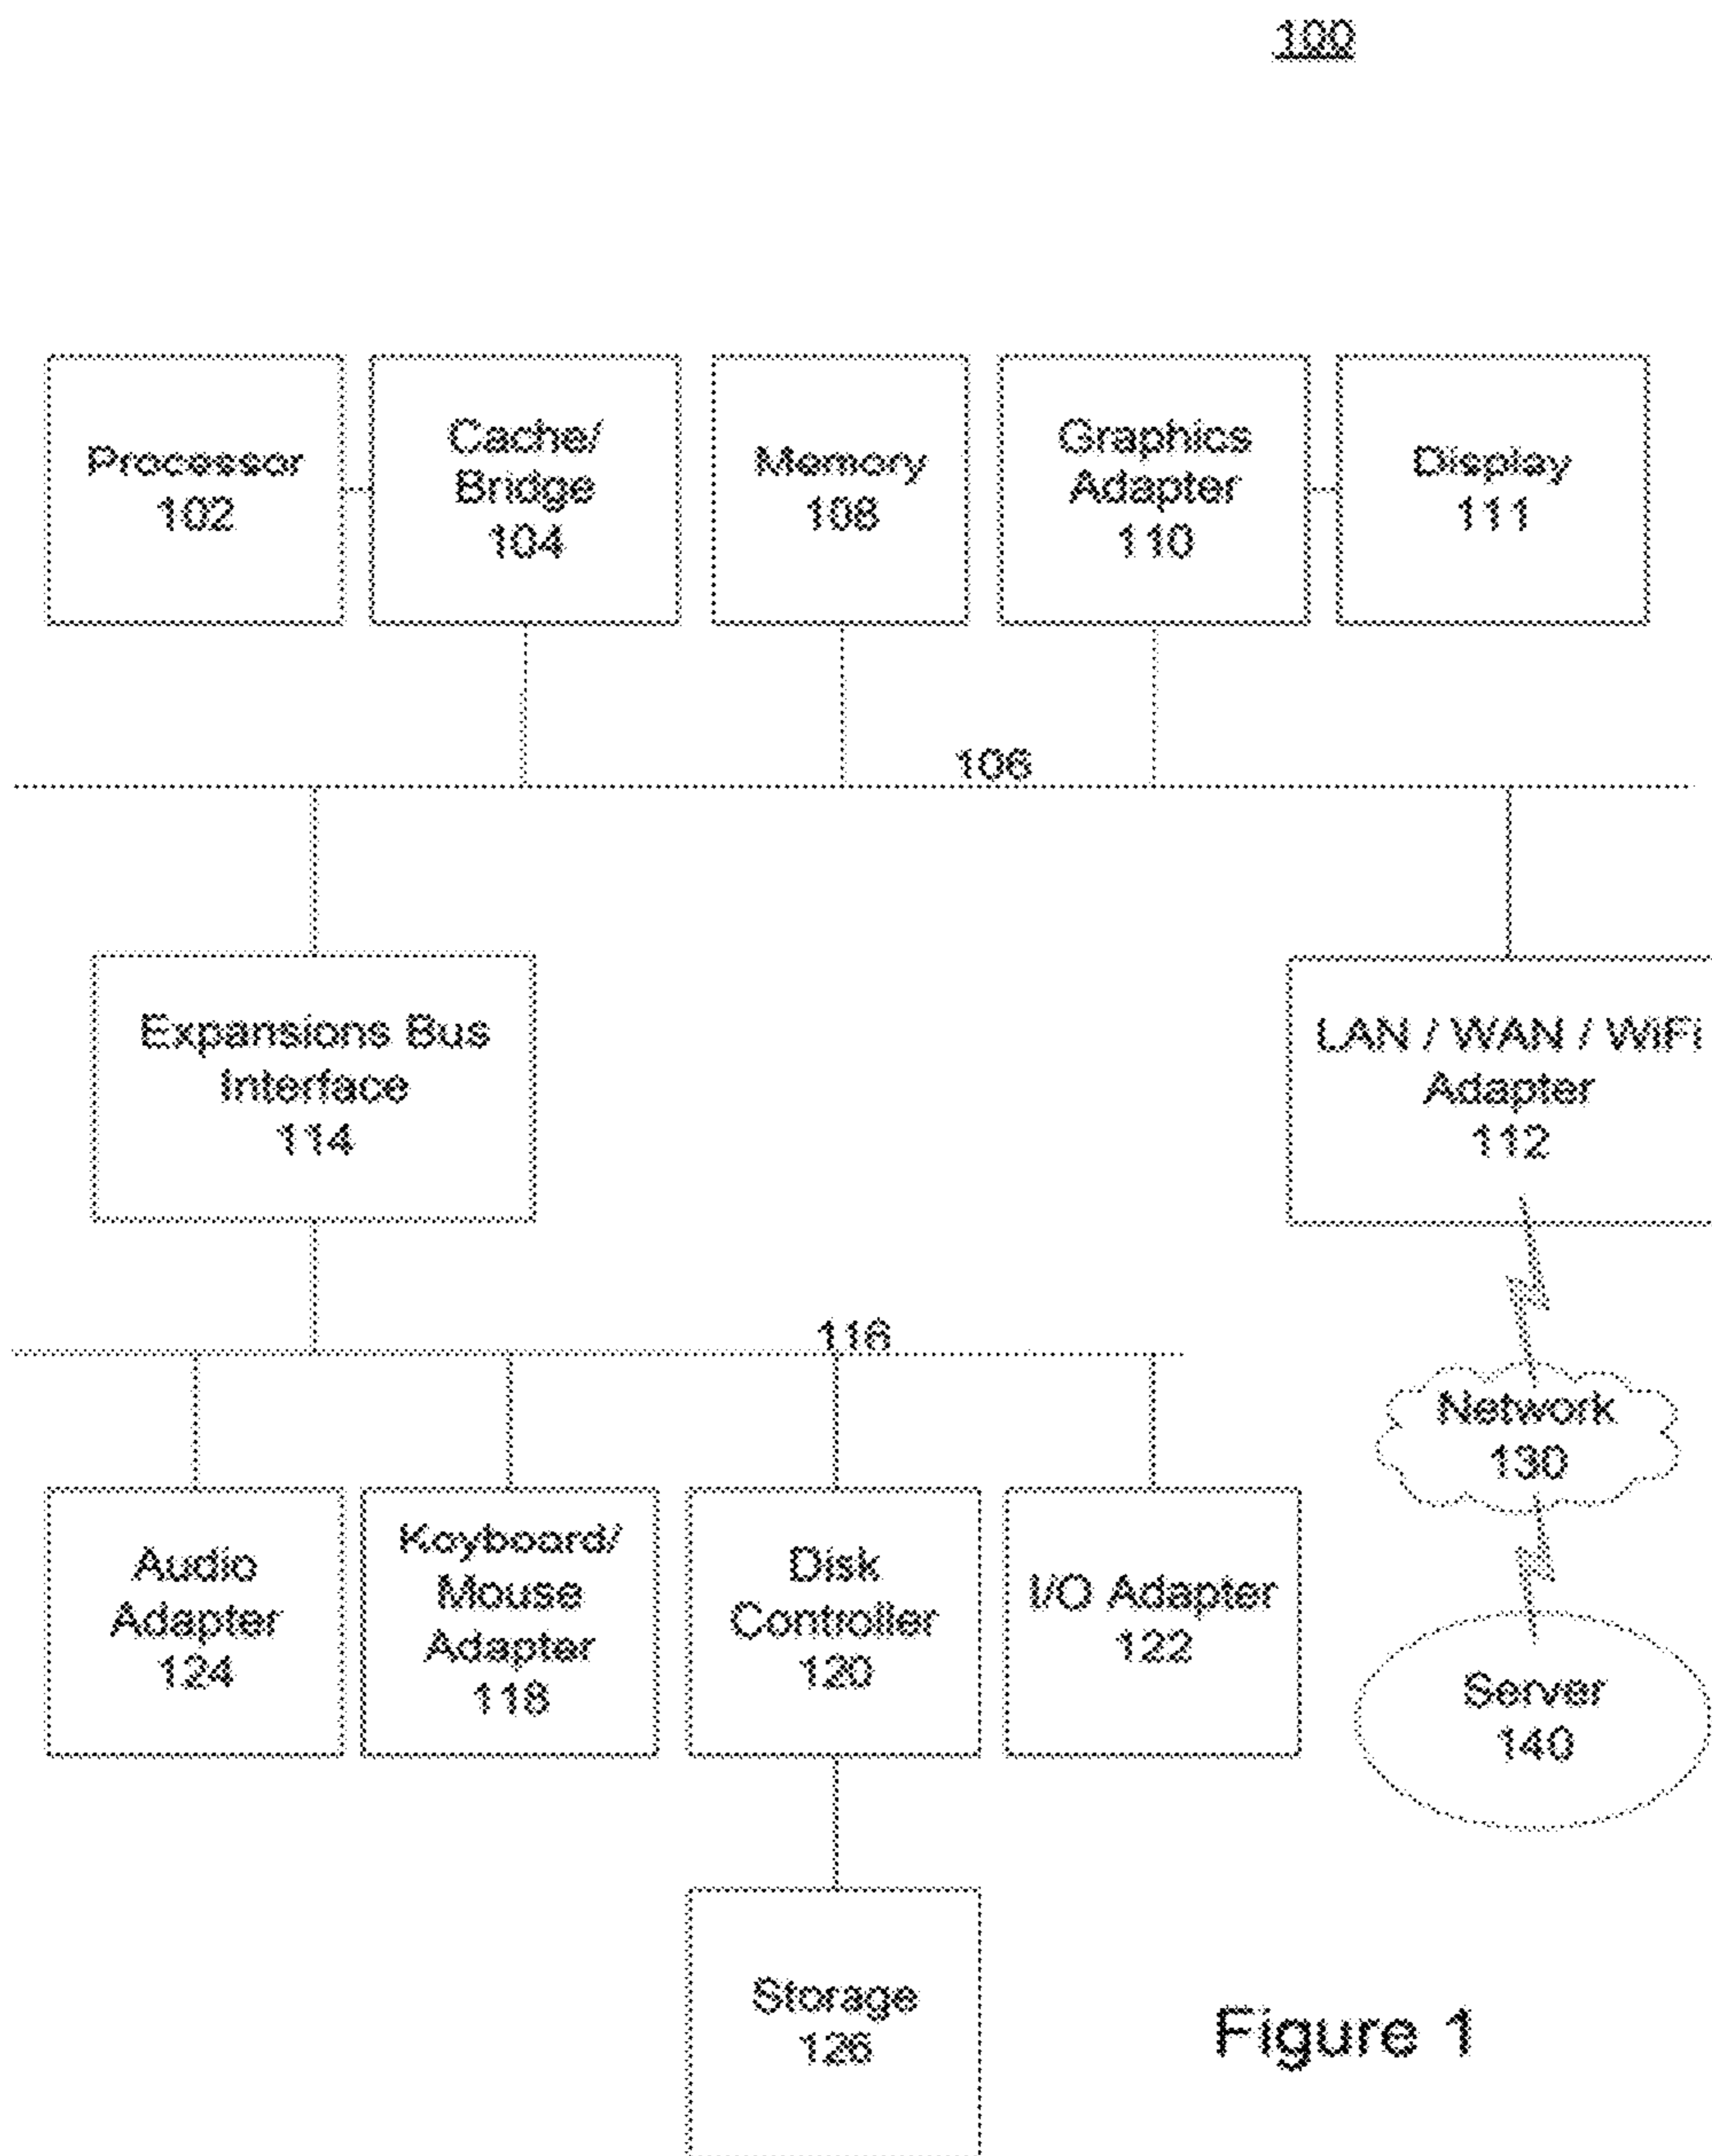 100
Processor
102
Cache/
Bridge
104
Memory
108
Graphics
Adapter
110
Display
111
106
Expansions Bus
Interface
114
LAN / WAN / WiFi
Adapter
112
116
Network
130
Audio
Adapter
124
Keyboard/
Mouse
Adapter
118
Disk
Controller
120
I/O Adapter
122
Server
140
Storage
126
Figure 1